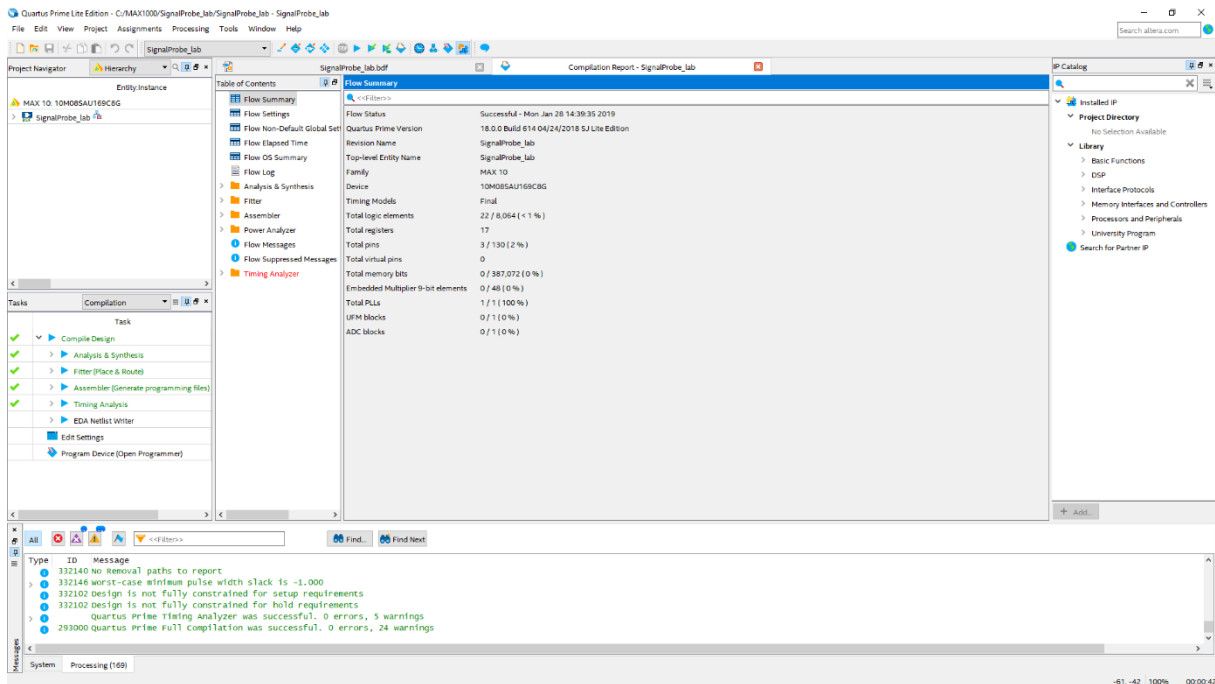 Quartus Prime Lite Edition - C:/MAX1000/SignalProbe_lab/SignalProbe_lab - SignalProbe_lab
File Edit View Project Assignments Processing Tools Window Help
Search altera.com
SignalProbe_lab
Project Navigator
Hierarchy
Entity:Instance
MAX 10: 10M08SAU169C8G
SignalProbe_lab
Tasks
Compilation
Task
Compile Design
Analysis & Synthesis
Fitter (Place & Route)
Assembler (Generate programming files)
Timing Analysis
EDA Netlist Writer
Edit Settings
Program Device (Open Programmer)
SignalProbe_lab.bdf
Compilation Report - SignalProbe_lab
Table of Contents
Flow Summary
Flow Settings
Flow Non-Default Global Sett
Flow Elapsed Time
Flow OS Summary
Flow Log
Analysis & Synthesis
Fitter
Assembler
Power Analyzer
Flow Messages
Flow Suppressed Messages
Timing Analyzer
Flow Summary
<<Filter>>
Flow Status Successful - Mon Jan 28 14:39:35 2019
Quartus Prime Version 18.0.0 Build 614 04/24/2018 SJ Lite Edition
Revision Name SignalProbe_lab
Top-level Entity Name SignalProbe_lab
Family MAX 10
Device 10M08SAU169C8G
Timing Models Final
Total logic elements 22 / 8,064 ( < 1 % )
Total registers 17
Total pins 3 / 130 ( 2 % )
Total virtual pins 0
Total memory bits 0 / 387,072 ( 0 % )
Embedded Multiplier 9-bit elements 0 / 48 ( 0 % )
Total PLLs 1 / 1 ( 100 % )
UFM blocks 0 / 1 ( 0 % )
ADC blocks 0 / 1 ( 0 % )
IP Catalog
Installed IP
Project Directory
No Selection Available
Library
Basic Functions
DSP
Interface Protocols
Memory Interfaces and Controllers
Processors and Peripherals
University Program
Search for Partner IP
+ Add...
All
<<Filter>>
Find...
Find Next
Type ID Message
332140 No Removal paths to report
332146 Worst-case minimum pulse width slack is -1.000
332102 Design is not fully constrained for setup requirements
332102 Design is not fully constrained for hold requirements
Quartus Prime Timing Analyzer was successful. 0 errors, 5 warnings
293000 Quartus Prime Full Compilation was successful. 0 errors, 24 warnings
Messages
System Processing (169)
-61, -42 100% 00:00:42